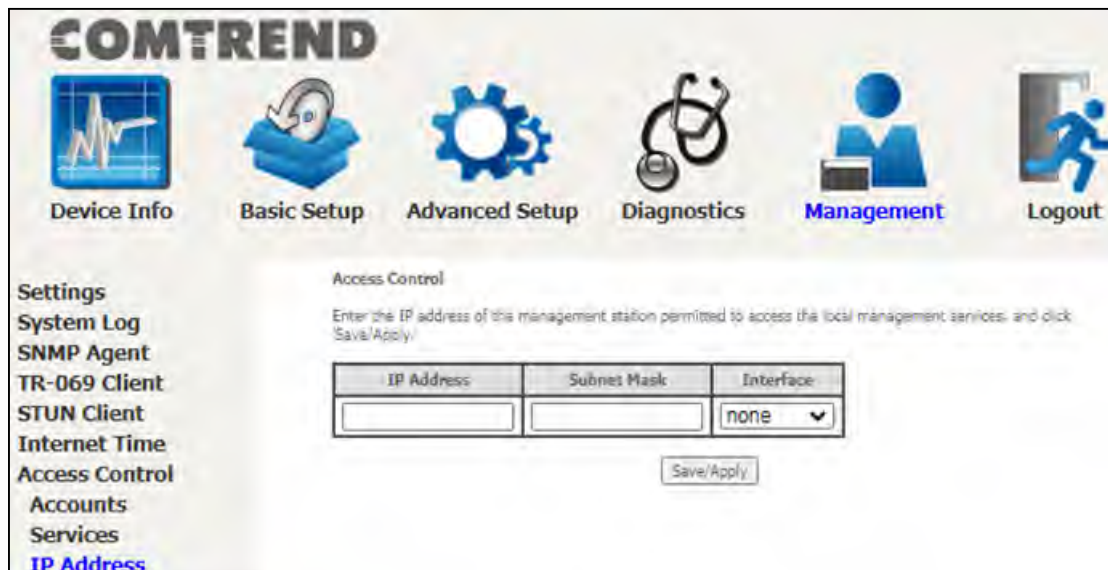 COMTREND
Device Info
Basic Setup
Advanced Setup
Diagnostics
Management
Logout
Settings
System Log
SNMP Agent
TR-069 Client
STUN Client
Internet Time
Access Control
Accounts
Services
IP Address
Access Control
Enter the IP address of the management station permitted to access the local management services, and click
'Save/Apply.'
IP Address Subnet Mask Interface
none
Save/Apply